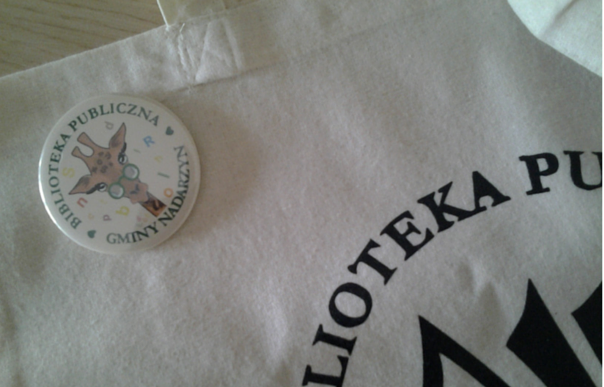 BIBLIOTEKA PUBLICZNA
GMINY NADARZYN
LIOTEKA PU